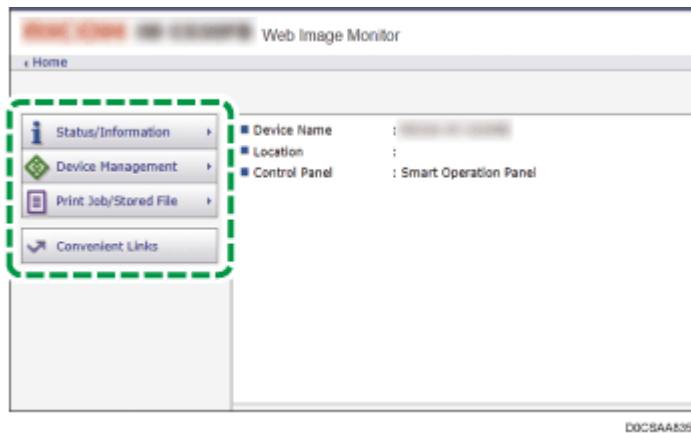 Web Image Monitor
Home
Status/Information
Device Management
Print Job/Stored File
Convenient Links
Device Name :
Location :
Control Panel : Smart Operation Panel
D0CSAA835